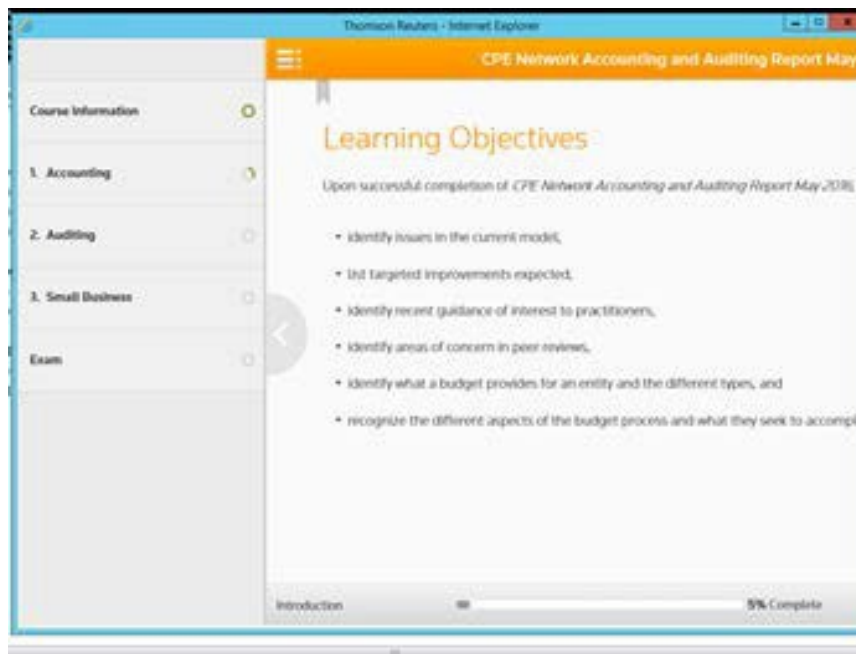 Thomson Reuters - Internet Explorer
CPE Network Accounting and Auditing Report May
Course Information
1. Accounting
2. Auditing
3. Small Business
Exam
Learning Objectives
Upon successful completion of CPE Network Accounting and Auditing Report May 2016,
• identify issues in the current model,
• list targeted improvements expected,
• identify recent guidance of interest to practitioners,
• identify areas of concern in peer reviews,
• identify what a budget provides for an entity and the different types, and
• recognize the different aspects of the budget process and what they seek to accompl
Introduction
5% Complete